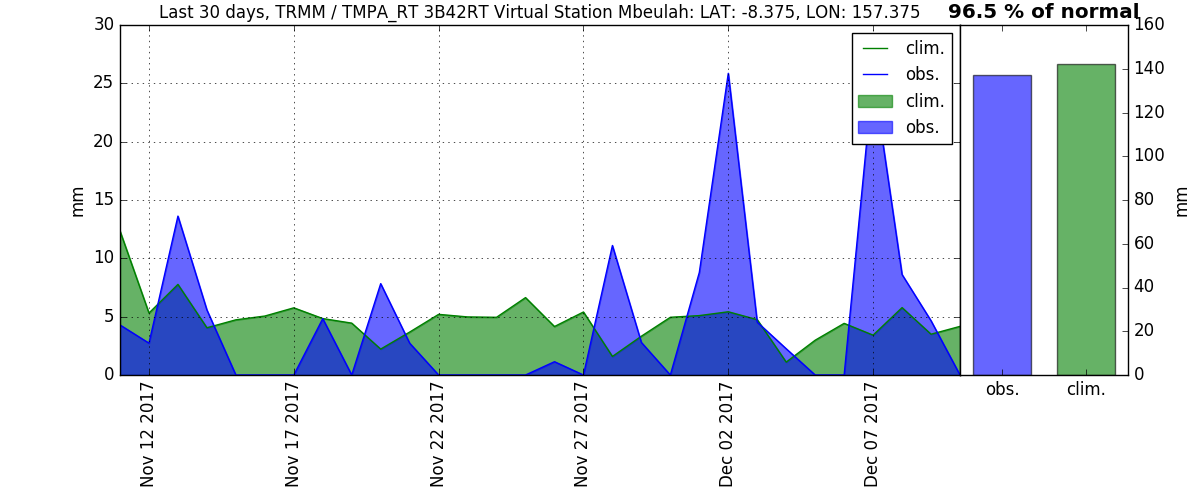 Last 30 days, TRMM / TMPA_RT 3B42RT Virtual Station Mbeulah: LAT: -8.375, LON: 157.375
96.5 % of normal
30
25
20
15
10
5
0
mm
clim.
obs.
clim.
obs.
Nov 12 2017
Nov 17 2017
Nov 22 2017
Nov 27 2017
Dec 02 2017
Dec 07 2017
160
140
120
100
80
60
40
20
0
mm
obs.
clim.